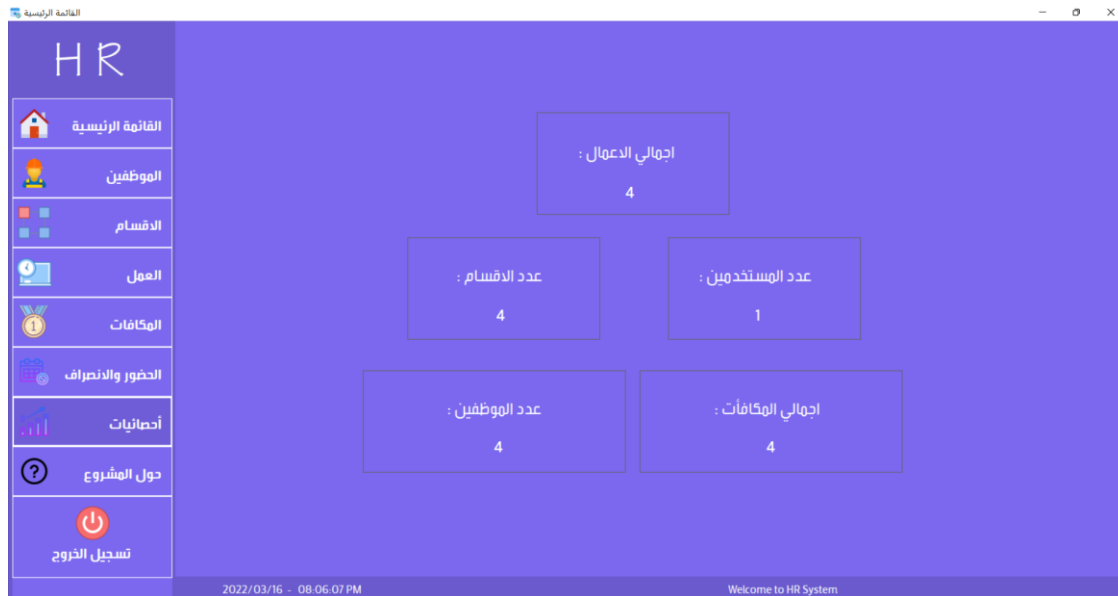 القائمة الرئيسية
HR
القائمة الرئيسية
الموظفين
الاقسام
العمل
المكافات
الحضور والانصراف
أحصائيات
حول المشروع
تسجيل الخروج
اجمالي الاعمال :
4
عدد المستخدمين :
1
عدد الاقسام :
4
اجمالي المكافأت :
4
عدد الموظفين :
4
2022/03/16 - 08:06:07 PM
Welcome to HR System